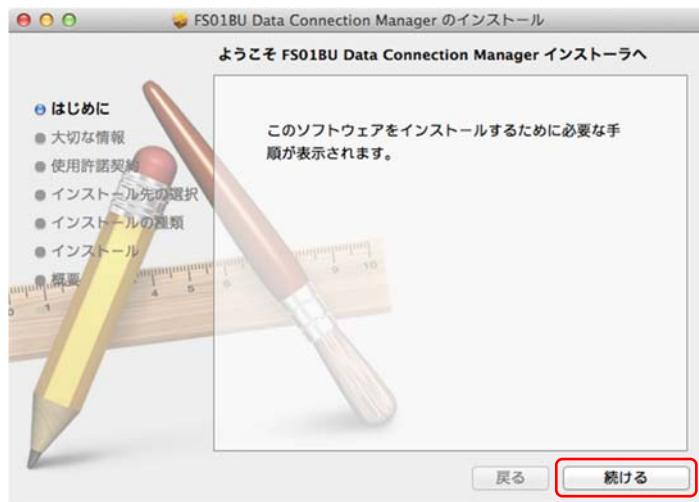 FS01BU Data Connection Manager のインストール
ようこそ FS01BU Data Connection Manager インストーラへ
はじめに
大切な情報
使用許諾契約
インストール先の選択
インストールの種類
インストール
概要
このソフトウェアをインストールするために必要な手
順が表示されます。
戻る
続ける